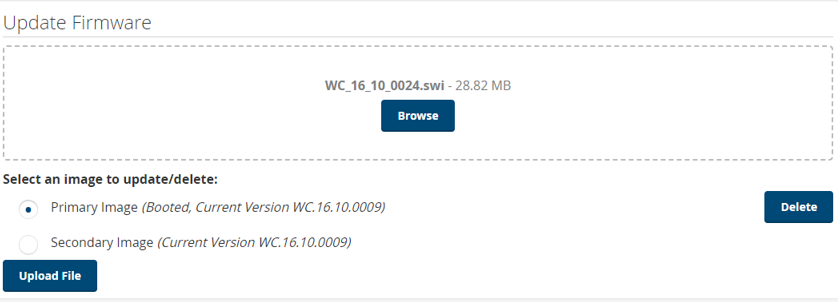 Update Firmware
WC_16_10_0024.swi - 28.82 MB
Browse
Select an image to update/delete:
Primary Image (Booted, Current Version WC.16.10.0009)
Delete
Secondary Image (Current Version WC.16.10.0009)
Upload File